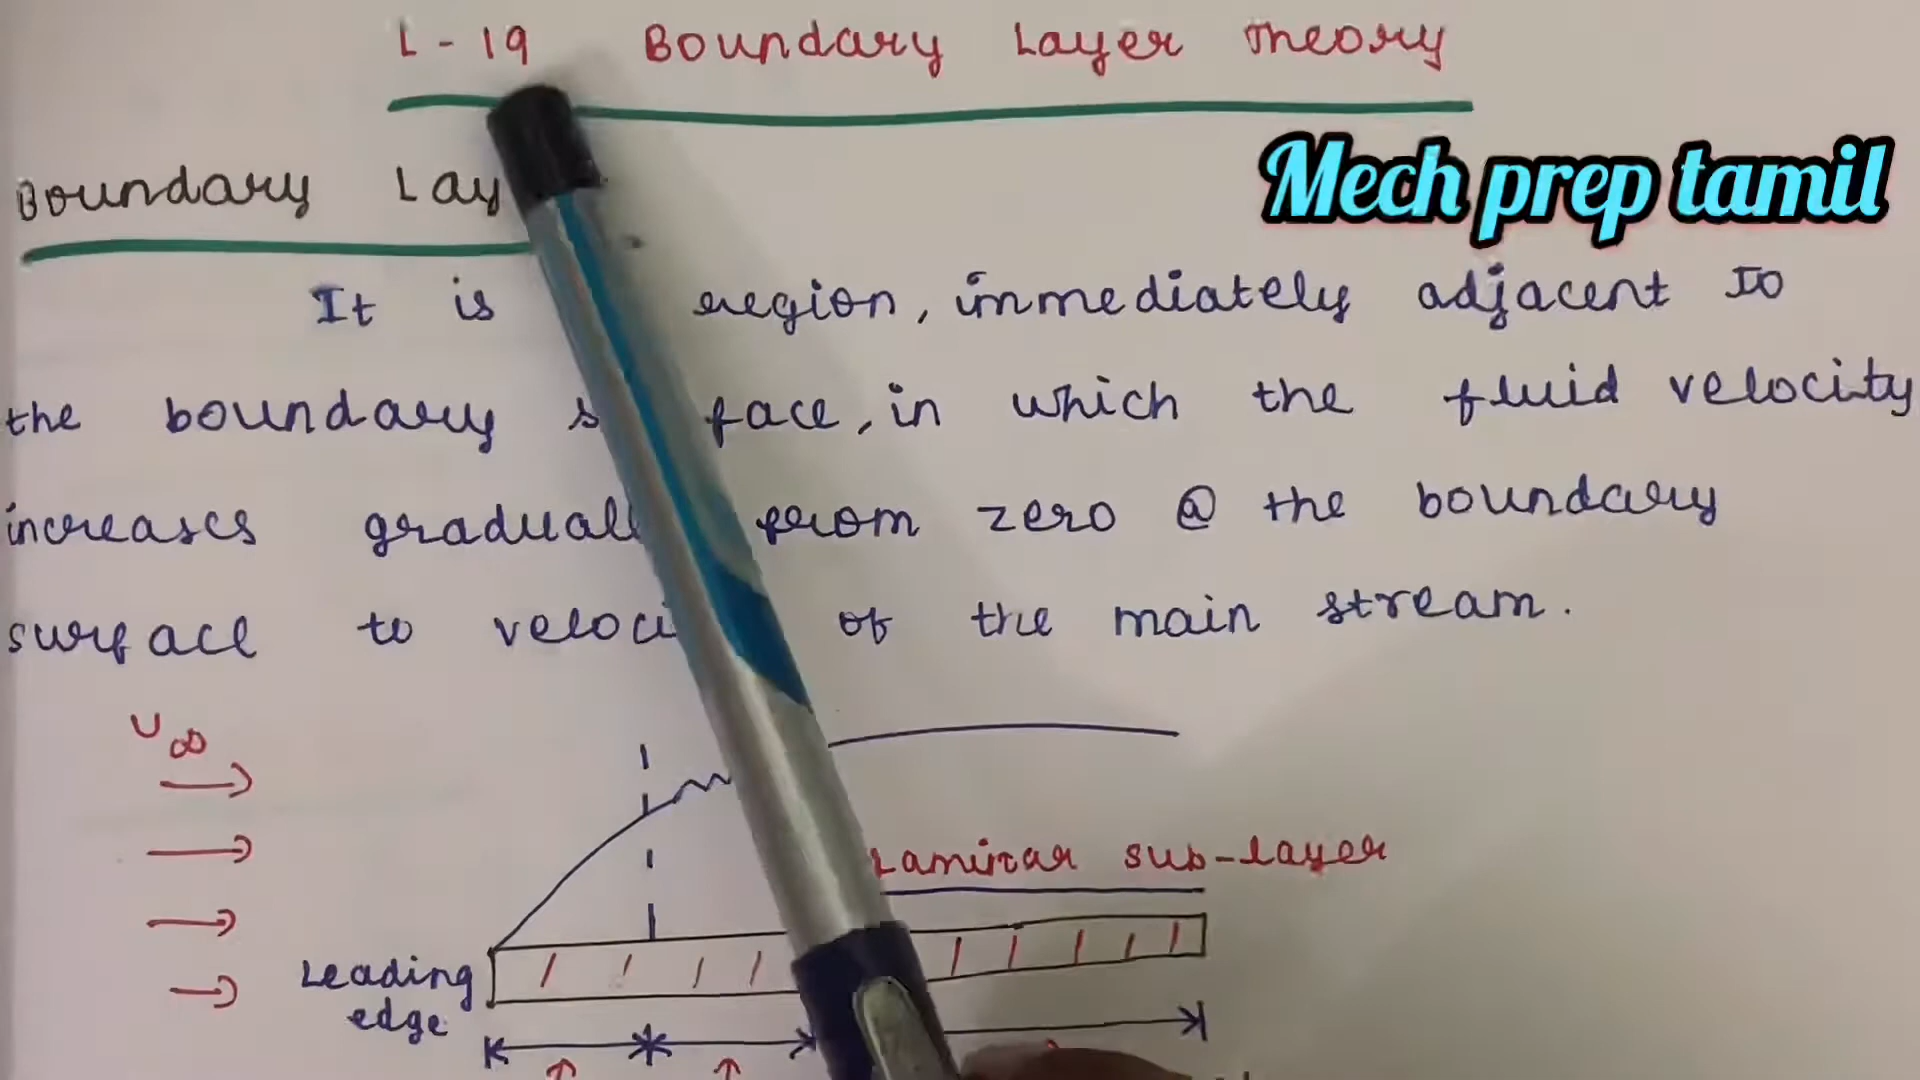 L-19 Boundary Layer Theory
Mech prep tamil
Boundary Lay
It is region, immediately adjacent to
the boundary face, in which the fluid velocity
increases from zero @ the boundary
surface to of the main stream.
U∞
Laminar sub-layer
Leading
edge